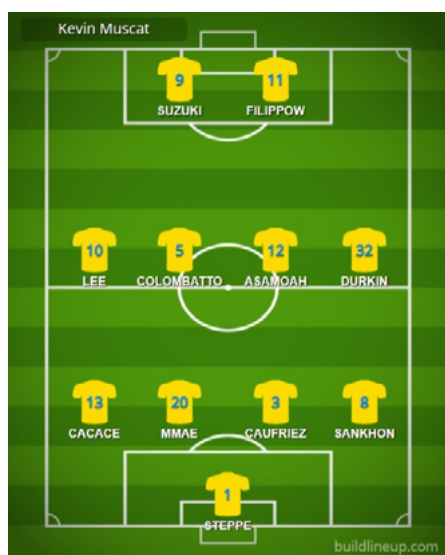 Kevin Muscat
9 11
SUZUKI FILIPPOW
10 5 12 32
LEE COLOMBATTO ASAMOAH DURKIN
13 20 3 8
CACACE MMAE CAUFRIEZ SANKHON
1
STEPPE
buildlineup.com